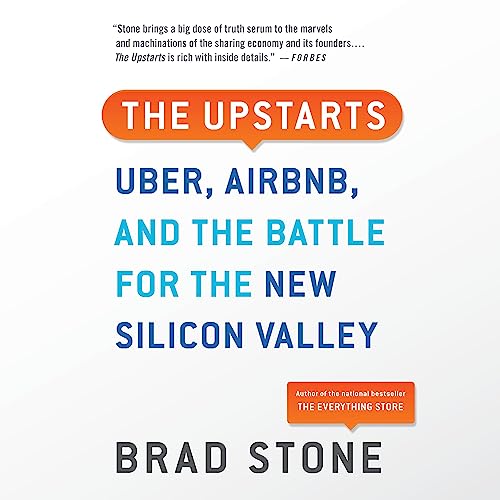 “Stone brings a big dose of truth serum to the marvels
and machinations of the sharing economy and its founders....
The Upstarts is rich with inside details.” —FORBES
THE UPSTARTS
UBER, AIRBNB,
AND THE BATTLE
FOR THE NEW
SILICON VALLEY
Author of the national bestseller
THE EVERYTHING STORE
BRAD STONE